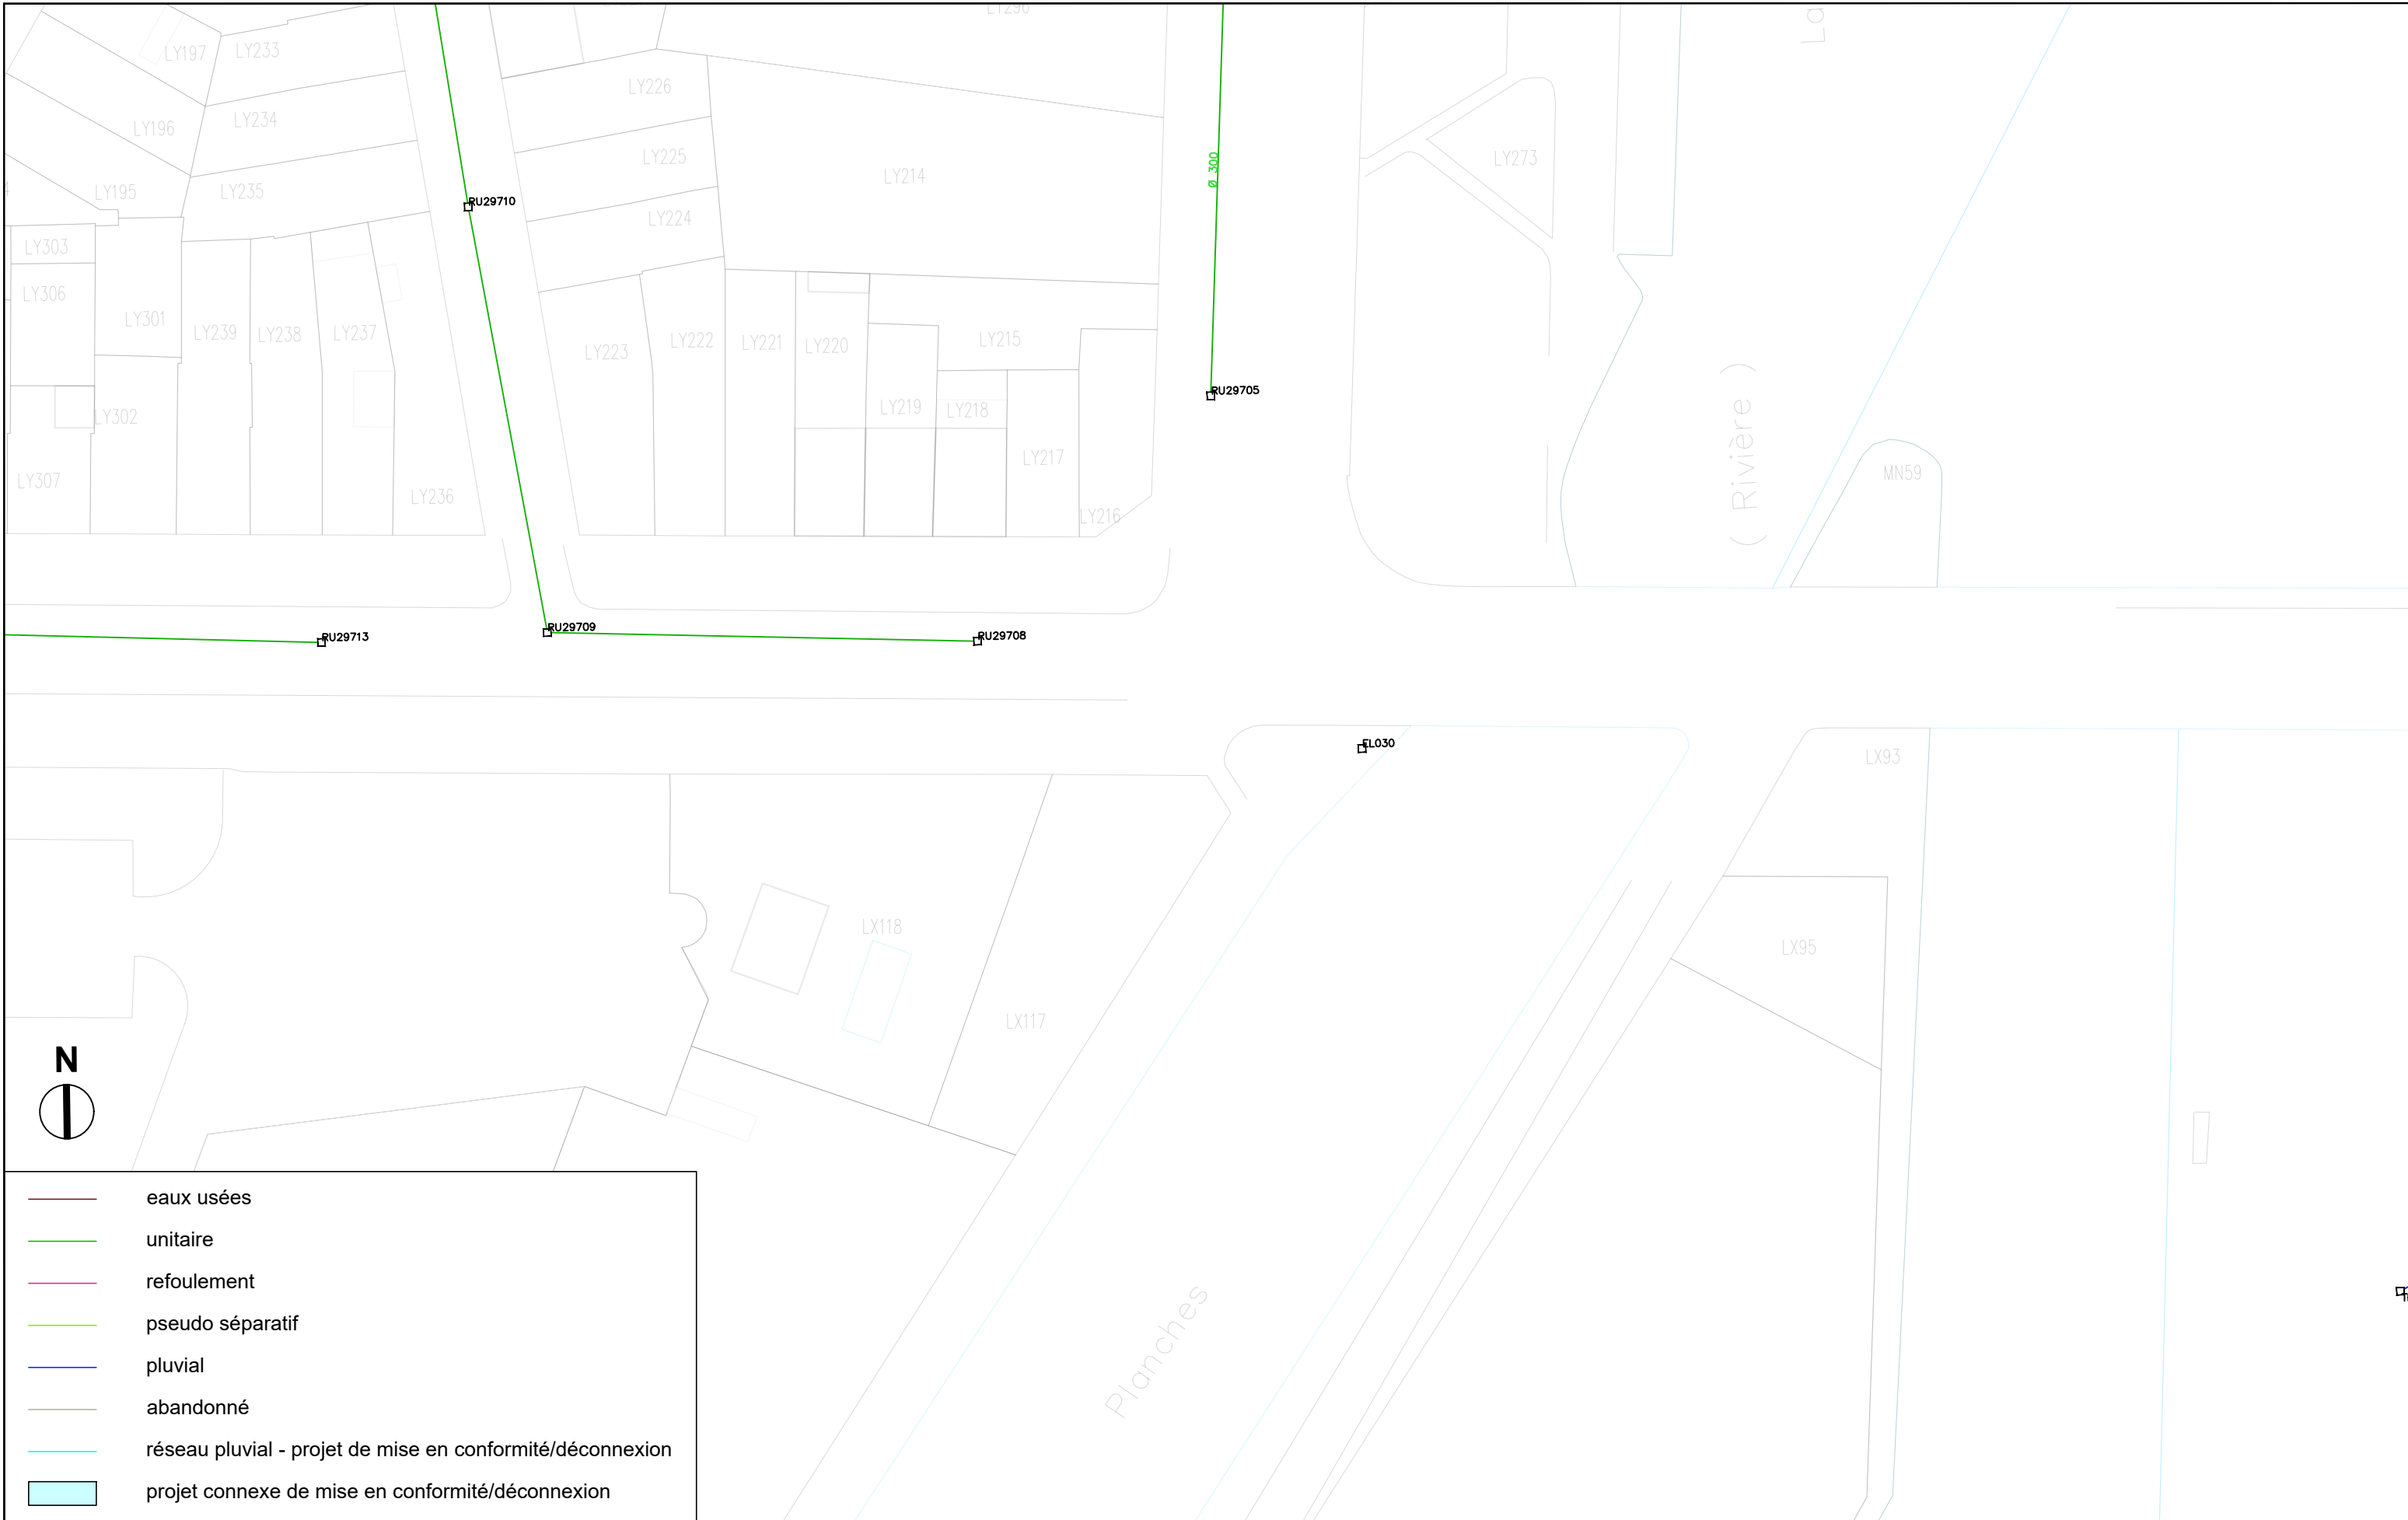 LY197
LY233
LY226
LY196
LY234
LY225
LY273
LY214
Ø 300
LY195
LY235
RU29710
LY224
LY303
LY306
LY301
LY239
LY238
LY237
LY223
LY222
LY221
LY220
LY215
RU29705
LY302
LY219
LY218
LY217
LY307
LY236
LY216
( Rivière )
MN59
RU29713
RU29709
RU29708
EL030
LX93
LX118
LX95
LX117
N
Planches
eaux usées
unitaire
refoulement
pseudo séparatif
pluvial
abandonné
réseau pluvial - projet de mise en conformité/déconnexion
projet connexe de mise en conformité/déconnexion